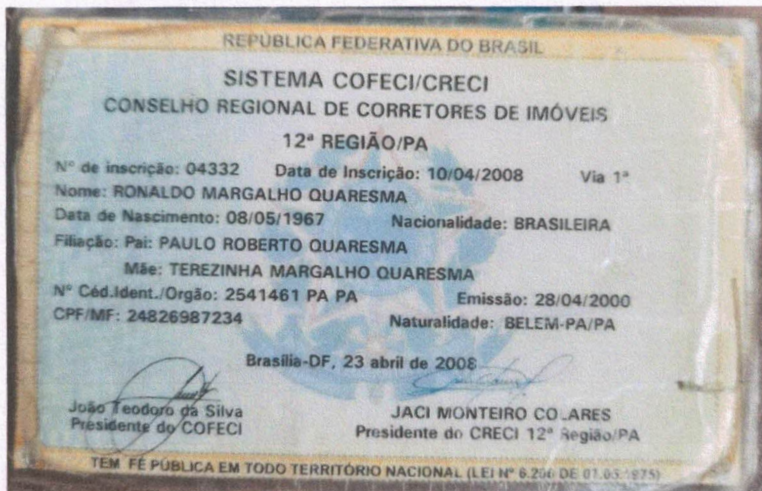 REPÚBLICA FEDERATIVA DO BRASIL
SISTEMA COFECI/CRECI
CONSELHO REGIONAL DE CORRETORES DE IMÓVEIS
12ª REGIÃO/PA
Nº de inscrição: 04332 Data de Inscrição: 10/04/2008 Via 1ª
Nome: RONALDO MARGALHO QUARESMA
Data de Nascimento: 08/05/1967 Nacionalidade: BRASILEIRA
Filiação: Pai: PAULO ROBERTO QUARESMA
Mãe: TEREZINHA MARGALHO QUARESMA
Nº Céd.Ident./Orgão: 2541461 PA PA Emissão: 28/04/2000
CPF/MF: 24826987234 Naturalidade: BELEM-PA/PA
Brasília-DF, 23 abril de 2008
João Teodoro da Silva JACI MONTEIRO COLARES
Presidente do COFECI Presidente do CRECI 12ª Região/PA
TEM FÉ PÚBLICA EM TODO TERRITÓRIO NACIONAL (LEI Nº 6.206 DE 07.05.1975)